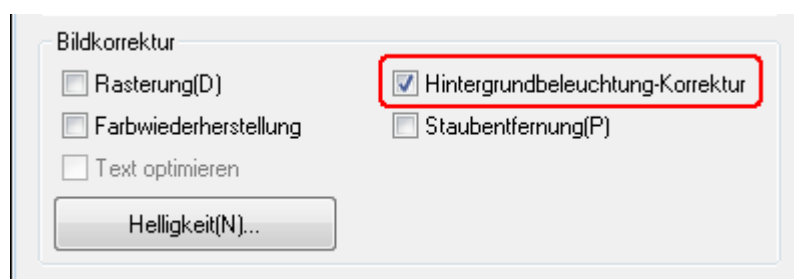 Bildkorrektur
Rasterung(D)
Hintergrundbeleuchtung-Korrektur
Farbwiederherstellung
Staubentfernung(P)
Text optimieren
Helligkeit(N)...